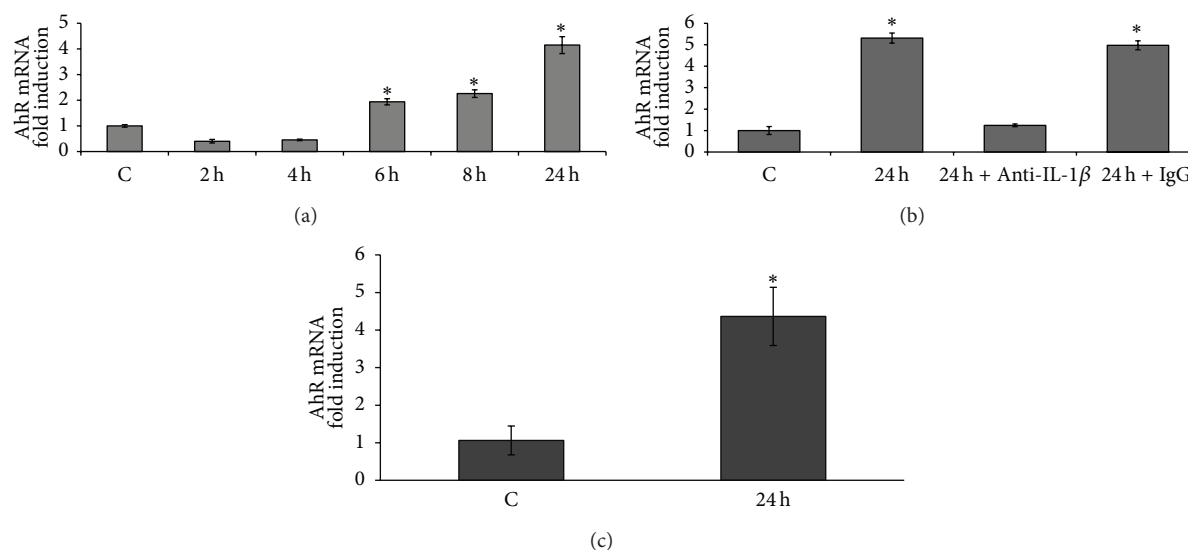 AhR mRNA
fold induction
5
4
3
2
1
0
*
*
*
C
2 h
4 h
6 h
8 h
24 h
(a)
AhR mRNA
fold induction
6
5
4
3
2
1
0
*
*
C
24 h
24 h + Anti-IL-1β
24 h + IgG
(b)
AhR mRNA
fold induction
6
5
4
3
2
1
0
*
C
24 h
(c)